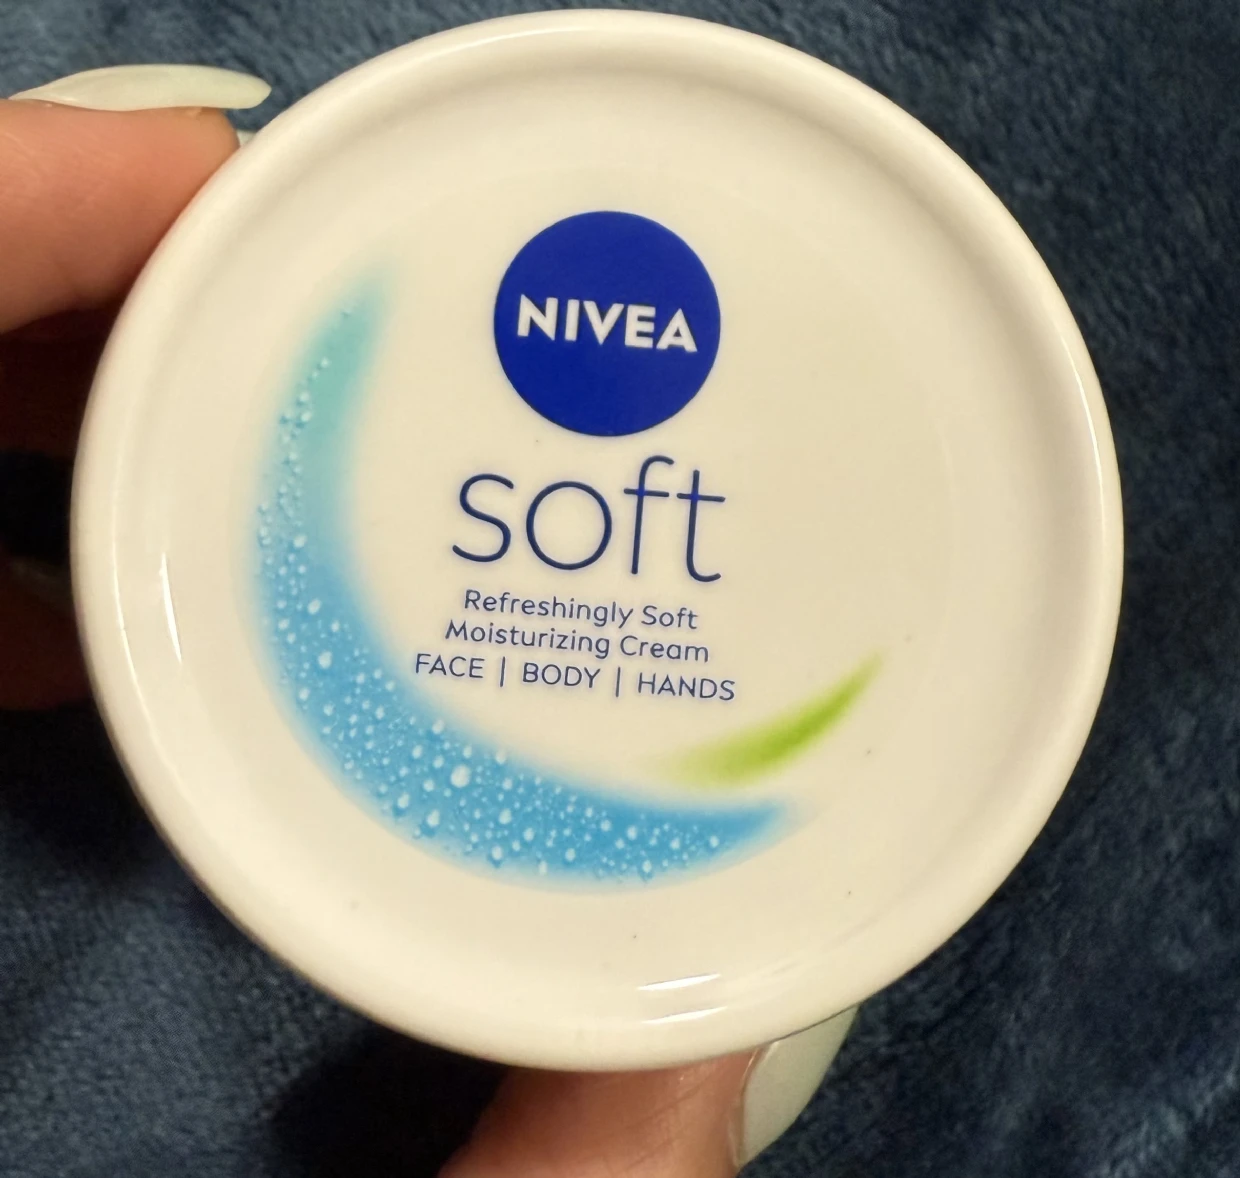 NIVEA
soft
Refreshingly Soft
Moisturizing Cream
FACE | BODY | HANDS